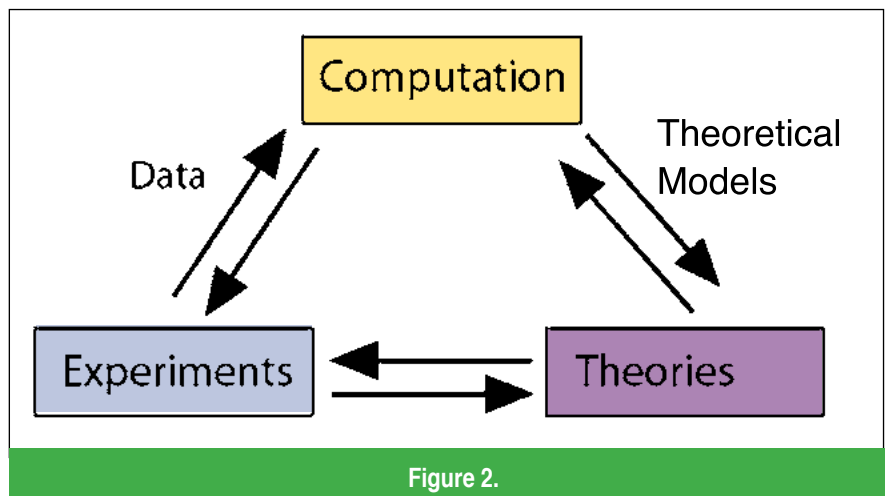 Computation
Theoretical
Models
Data
Experiments
Theories
Figure 2.